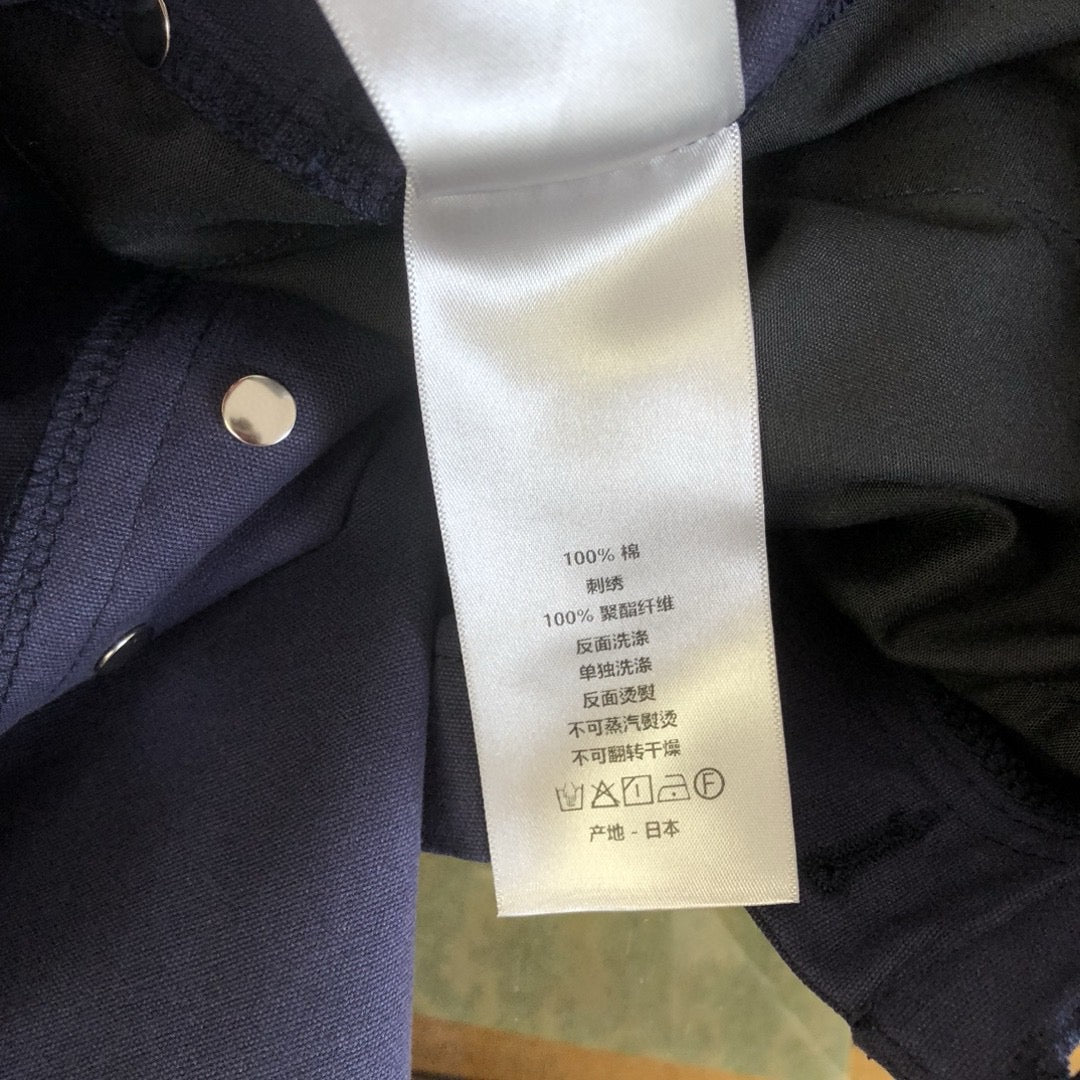 100% 棉
刺绣
100% 聚酯纤维
反面洗涤
单独洗涤
反面烫熨
不可蒸汽熨烫
不可翻转干燥
F
产地 - 日本